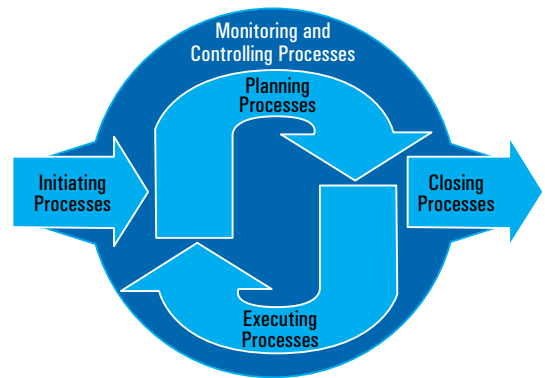 Monitoring and
Controlling Processes
Planning
Processes
Initiating
Processes
Closing
Processes
Executing
Processes